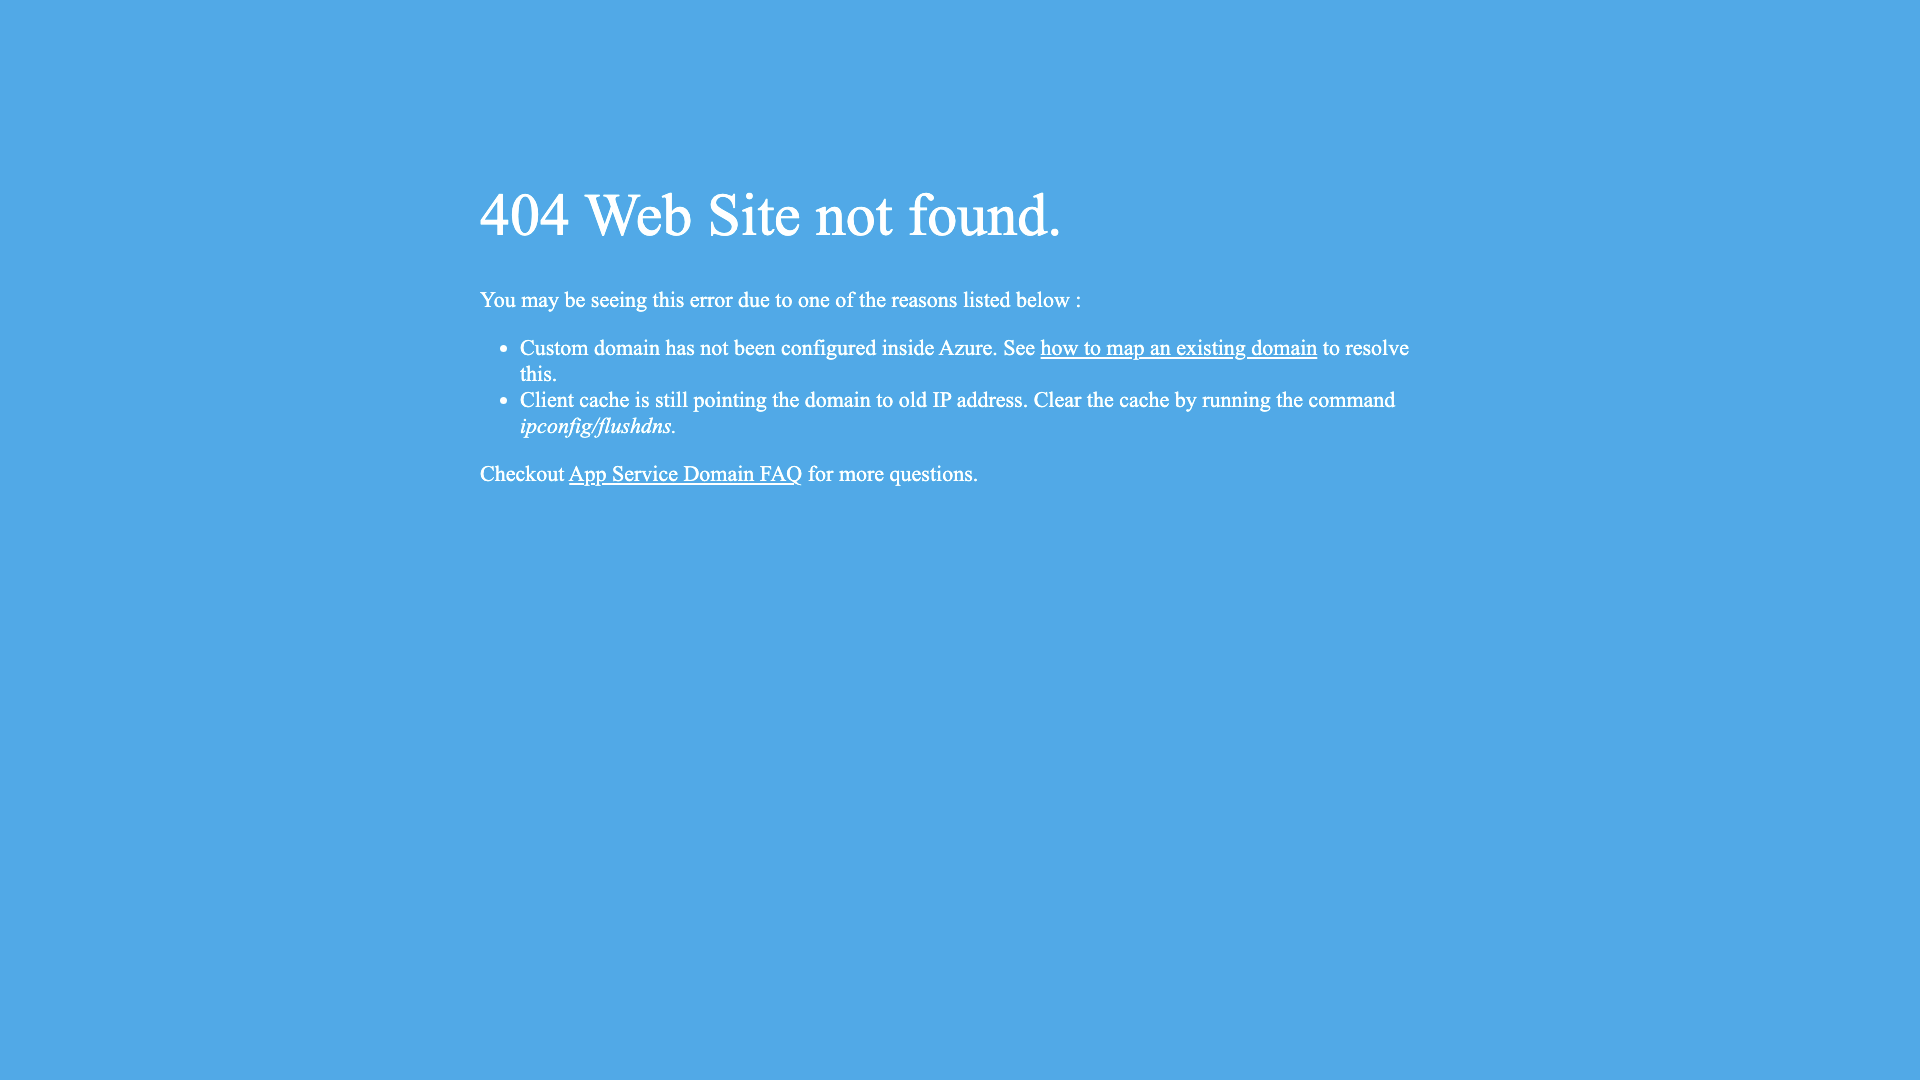 404 Web Site not found.
You may be seeing this error due to one of the reasons listed below :
Custom domain has not been configured inside Azure. See how to map an existing domain to resolve
this.
Client cache is still pointing the domain to old IP address. Clear the cache by running the command
ipconfig/flushdns.
Checkout App Service Domain FAQ for more questions.